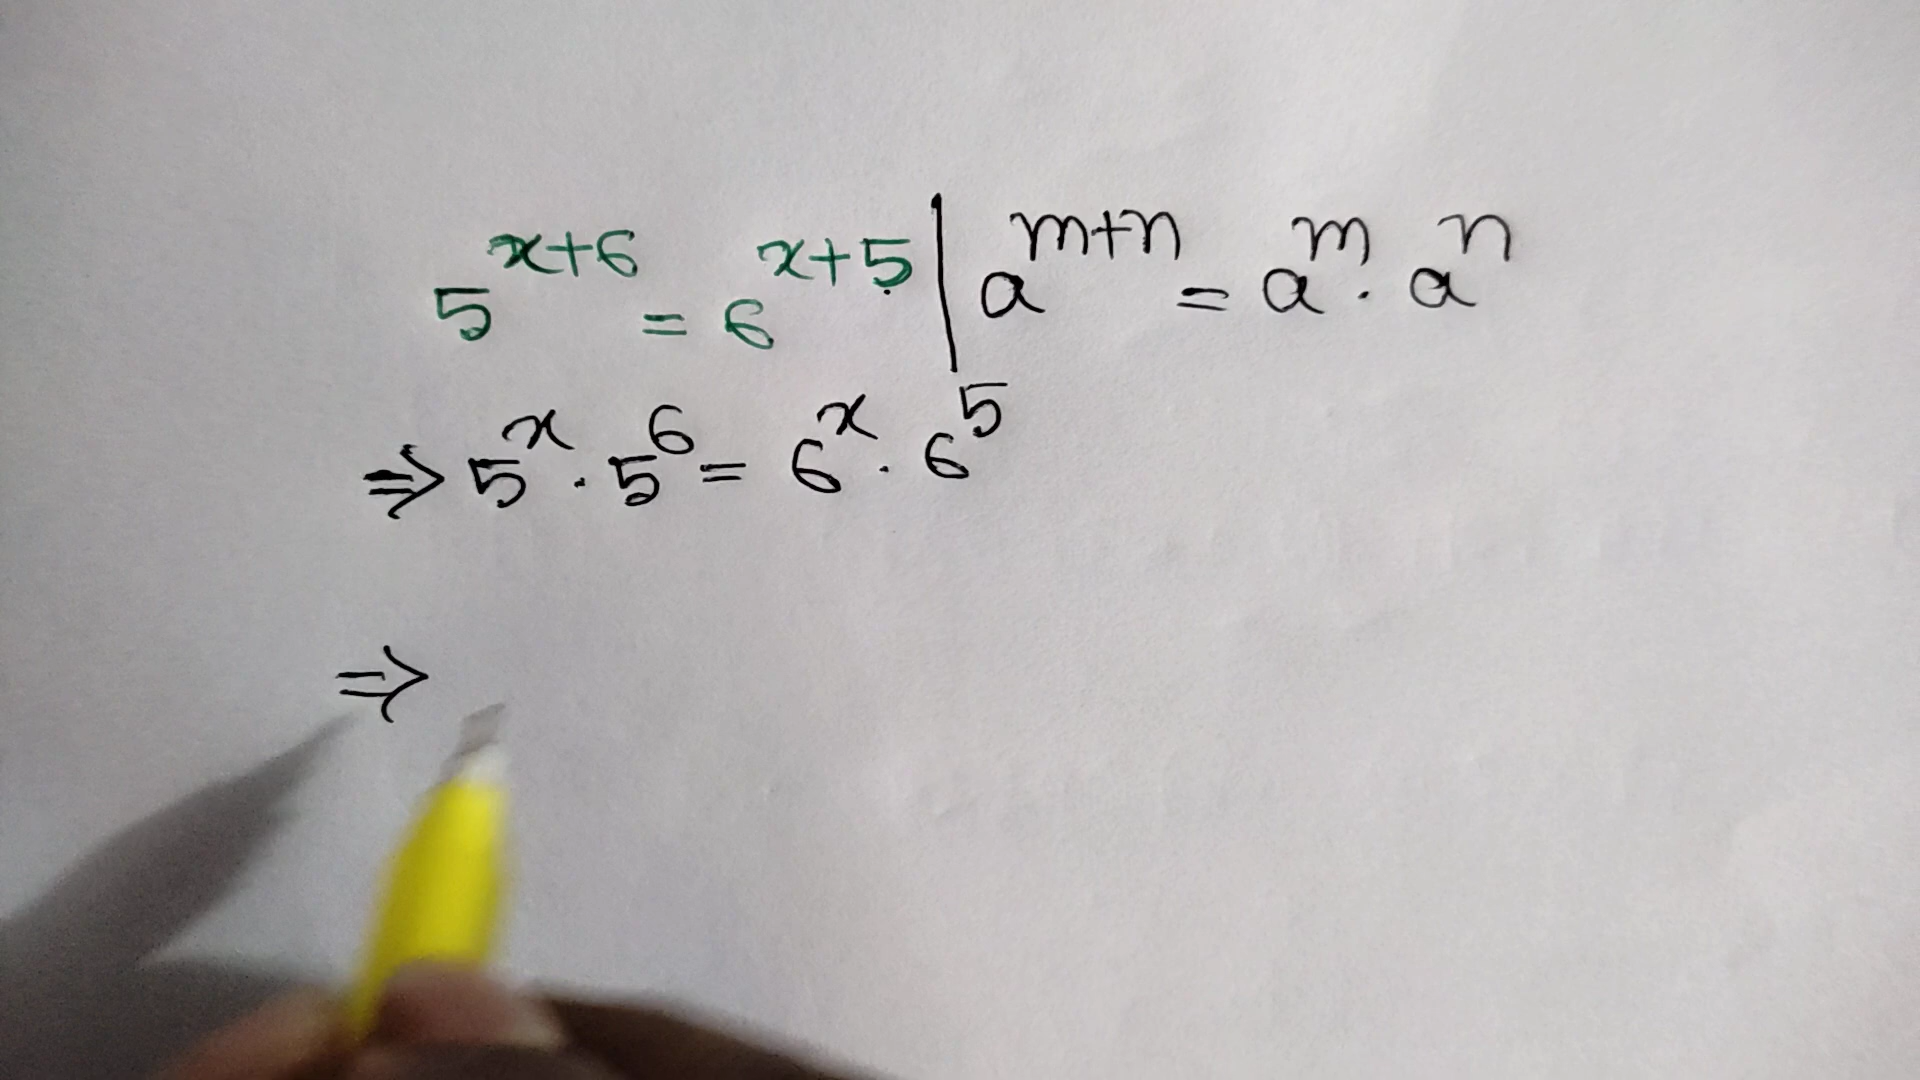 5^{x+6} = 6^{x+5} | a^{m+n} = a^m . a^n
⇒ 5^x . 5^6 = 6^x . 6^5
⇒